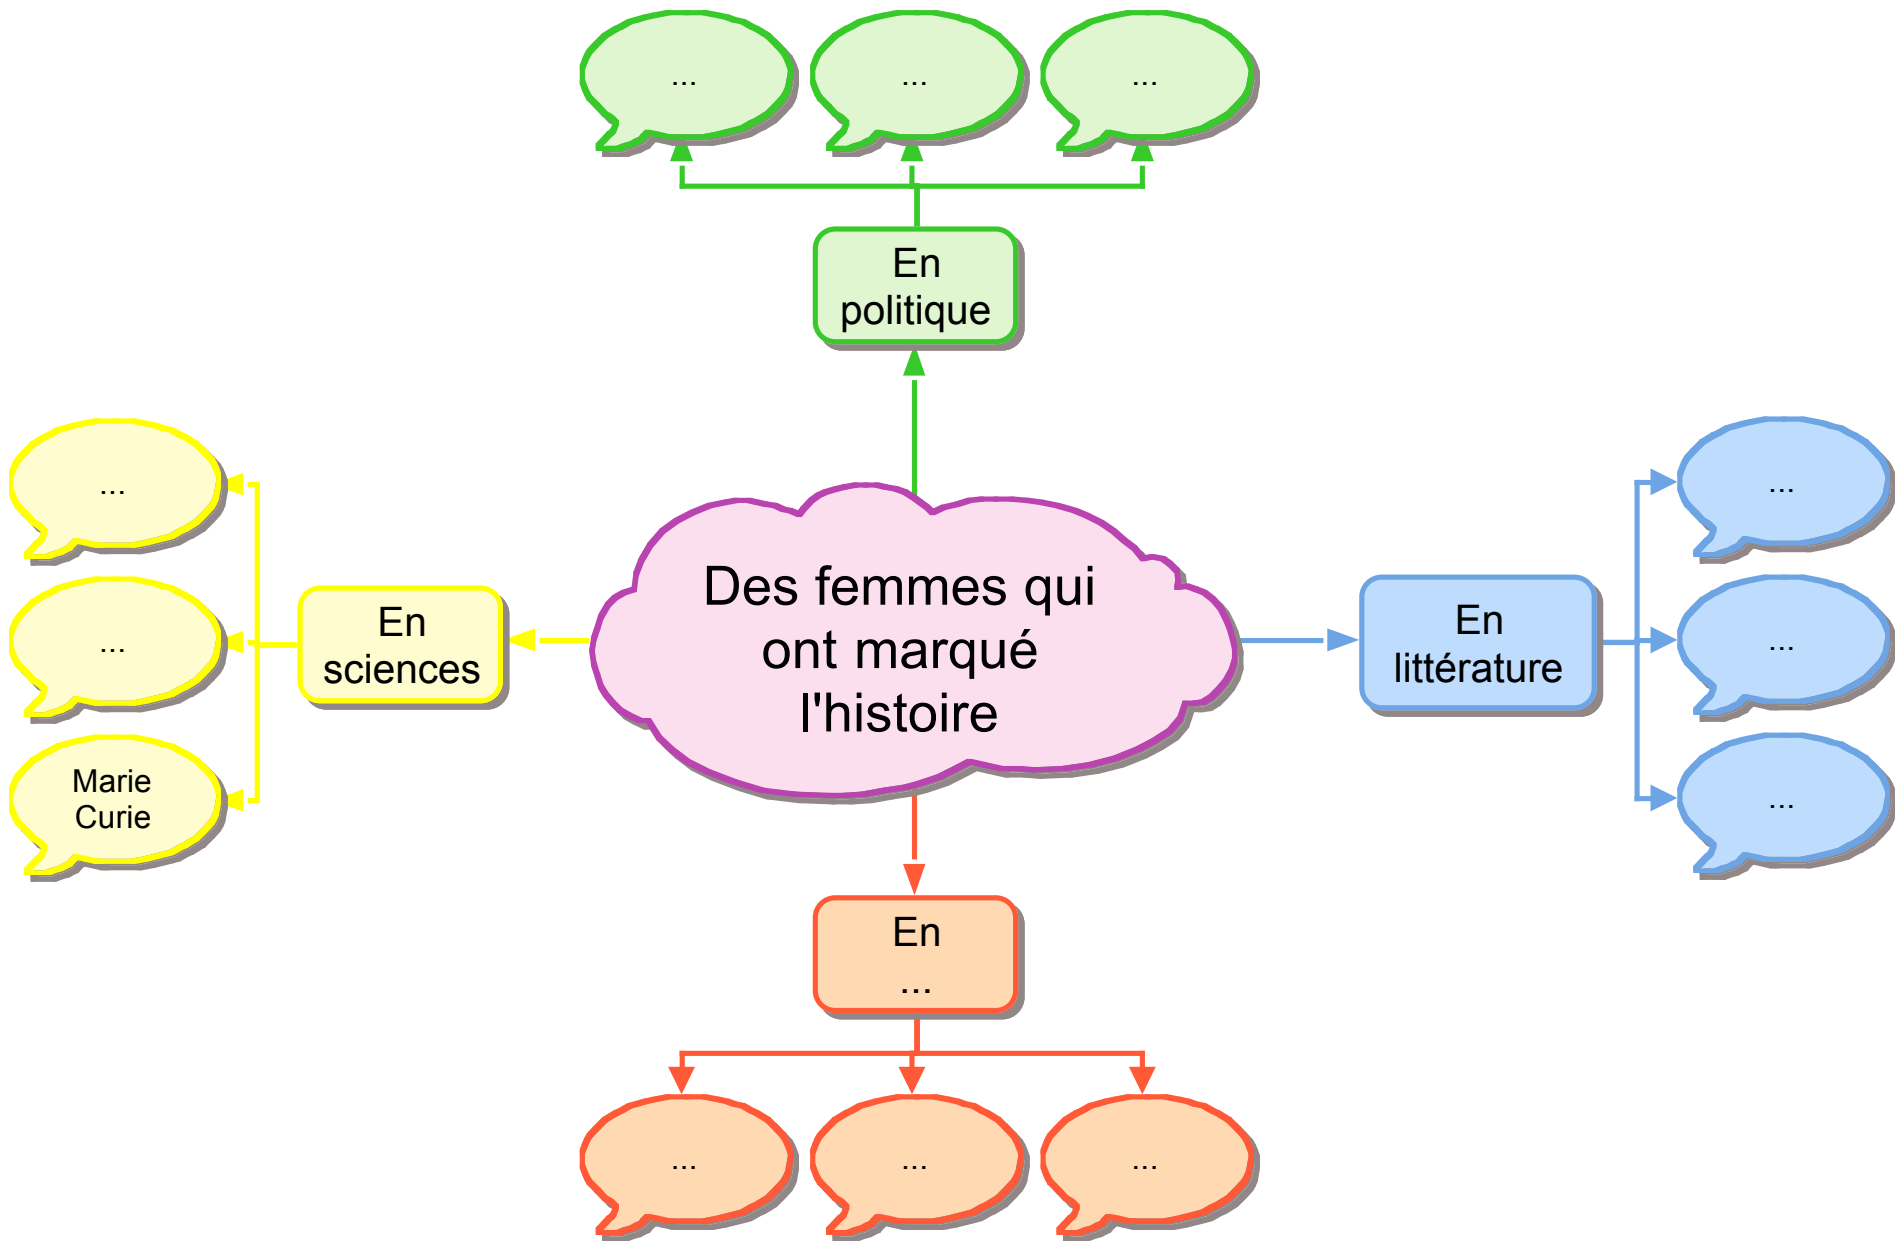 ...
...
...
En
politique
...
...
Marie
Curie
En
sciences
Des femmes qui
ont marqué
l'histoire
En
littérature
...
...
...
En
...
...
...
...